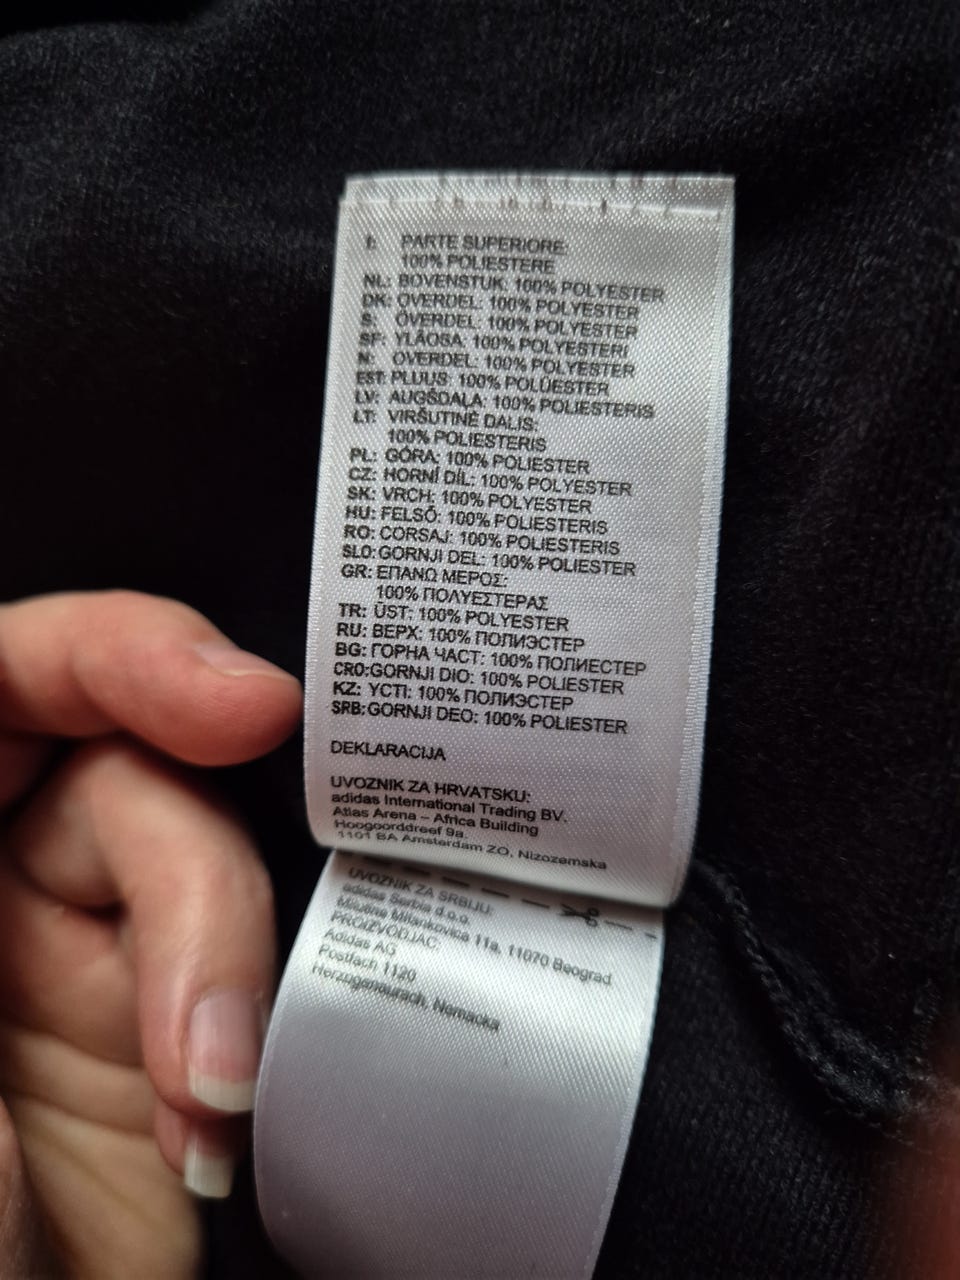 I: PARTE SUPERIORE:
100% POLIESTERE
NL: BOVENSTUK: 100% POLYESTER
DK: OVERDEL: 100% POLYESTER
S: ÖVERDEL: 100% POLYESTER
SF: YLÄOSA: 100% POLYESTERI
N: OVERDEL: 100% POLYESTER
EST: PLUUS: 100% POLÜESTER
LV: AUGŠDAĻA: 100% POLIESTERIS
LT: VIRŠUTINĖ DALIS:
100% POLIESTERIS
PL: GÓRA: 100% POLIESTER
CZ: HORNÍ DÍL: 100% POLYESTER
SK: VRCH: 100% POLYESTER
HU: FELSŐ: 100% POLIESTERIS
RO: CORSAJ: 100% POLIESTERIS
SLO: GORNJI DEL: 100% POLIESTER
GR: ΕΠΑΝΩ ΜΕΡΟΣ:
100% ΠΟΛΥΕΣΤΕΡΑΣ
TR: ÜST: 100% POLYESTER
RU: ВЕРХ: 100% ПОЛИЭСТЕР
BG: ГОРНА ЧАСТ: 100% ПОЛИЕСТЕР
CRO: GORNJI DIO: 100% POLIESTER
KZ: УСТІ: 100% ПОЛИЭСТЕР
SRB: GORNJI DEO: 100% POLIESTER
DEKLARACIJA
UVOZNIK ZA HRVATSKU:
adidas International Trading BV.
Atlas Arena – Africa Building
Hoogoorddreef 9a.
1101 BA Amsterdam ZO, Nizozemska
UVOZNIK ZA SRBIJU:
adidas Serbia d.o.o.
Milutina Milankovica 11a, 11070 Beograd
PROIZVODJAC:
Adidas AG
Postfach 1120
Herzogenaurach, Nemacka